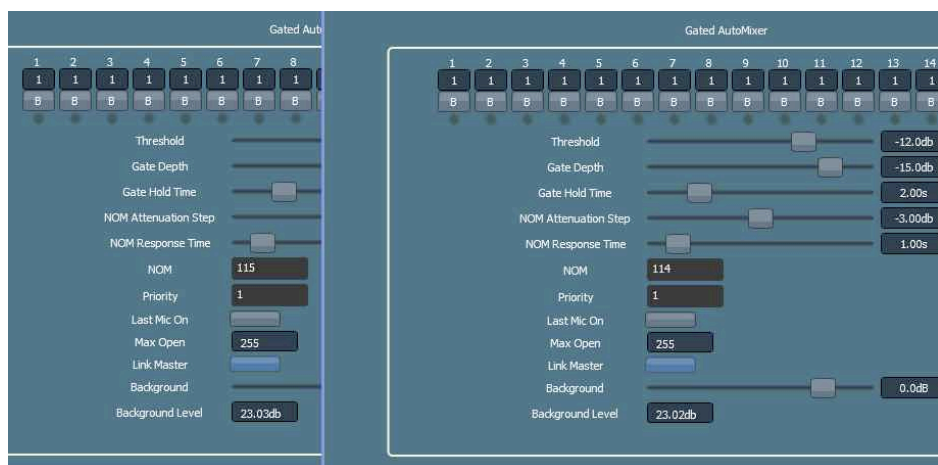 Gated Aut
1 2 3 4 5 6 7 8
1 1 1 1 1 1 1 1
B B B B B B B B
Threshold
Gate Depth
Gate Hold Time
NOM Attenuation Step
NOM Response Time
NOM 115
Priority 1
Last Mic On
Max Open 255
Link Master
Background
Background Level 23.03db
Gated AutoMixer
1 2 3 4 5 6 7 8 9 10 11 12 13 14
1 1 1 1 1 1 1 1 1 1 1 1 1 1
B B B B B B B B B B B B B B
Threshold -12.0db
Gate Depth -15.0db
Gate Hold Time 2.00s
NOM Attenuation Step -3.00db
NOM Response Time 1.00s
NOM 114
Priority 1
Last Mic On
Max Open 255
Link Master
Background 0.0dB
Background Level 23.02db